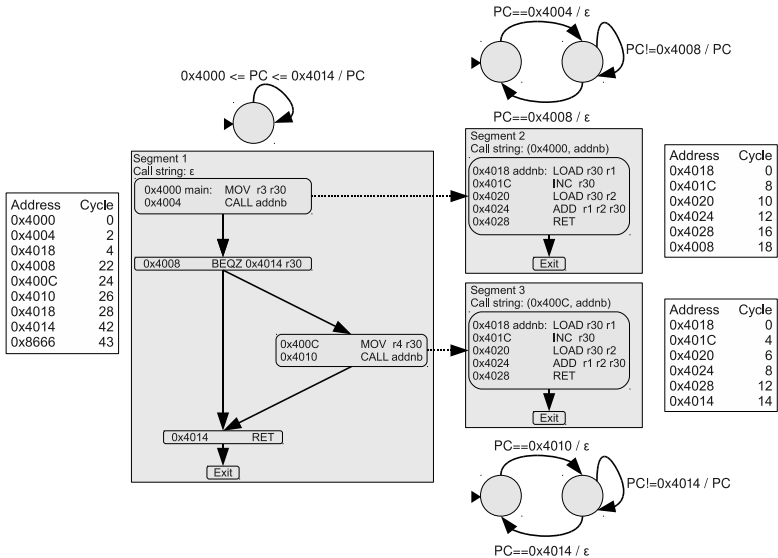 PC==0x4004 / ε
PC!=0x4008 / PC
PC==0x4008 / ε
0x4000 <= PC <= 0x4014 / PC
Address Cycle
0x4000 0
0x4004 2
0x4018 4
0x4008 22
0x400C 24
0x4010 26
0x4018 28
0x4014 42
0x8666 43
Segment 1
Call string: ε
0x4000 main: MOV r3 r30
0x4004 CALL addnb
0x4008 BEQZ 0x4014 r30
0x400C MOV r4 r30
0x4010 CALL addnb
0x4014 RET
Exit
Segment 2
Call string: (0x4000, addnb)
0x4018 addnb: LOAD r30 r1
0x401C INC r30
0x4020 LOAD r30 r2
0x4024 ADD r1 r2 r30
0x4028 RET
Exit
Address Cycle
0x4018 0
0x401C 8
0x4020 10
0x4024 12
0x4028 16
0x4008 18
Segment 3
Call string: (0x400C, addnb)
0x4018 addnb: LOAD r30 r1
0x401C INC r30
0x4020 LOAD r30 r2
0x4024 ADD r1 r2 r30
0x4028 RET
Exit
Address Cycle
0x4018 0
0x401C 4
0x4020 6
0x4024 8
0x4028 12
0x4014 14
PC==0x4010 / ε
PC!=0x4014 / PC
PC==0x4014 / ε